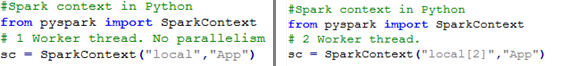 #Spark context in Python
from pyspark import SparkContext
# 1 Worker thread. No parallelism
sc = SparkContext("local","App")
#Spark context in Python
from pyspark import SparkContext
# 2 Worker thread.
sc = SparkContext("local[2]","App")